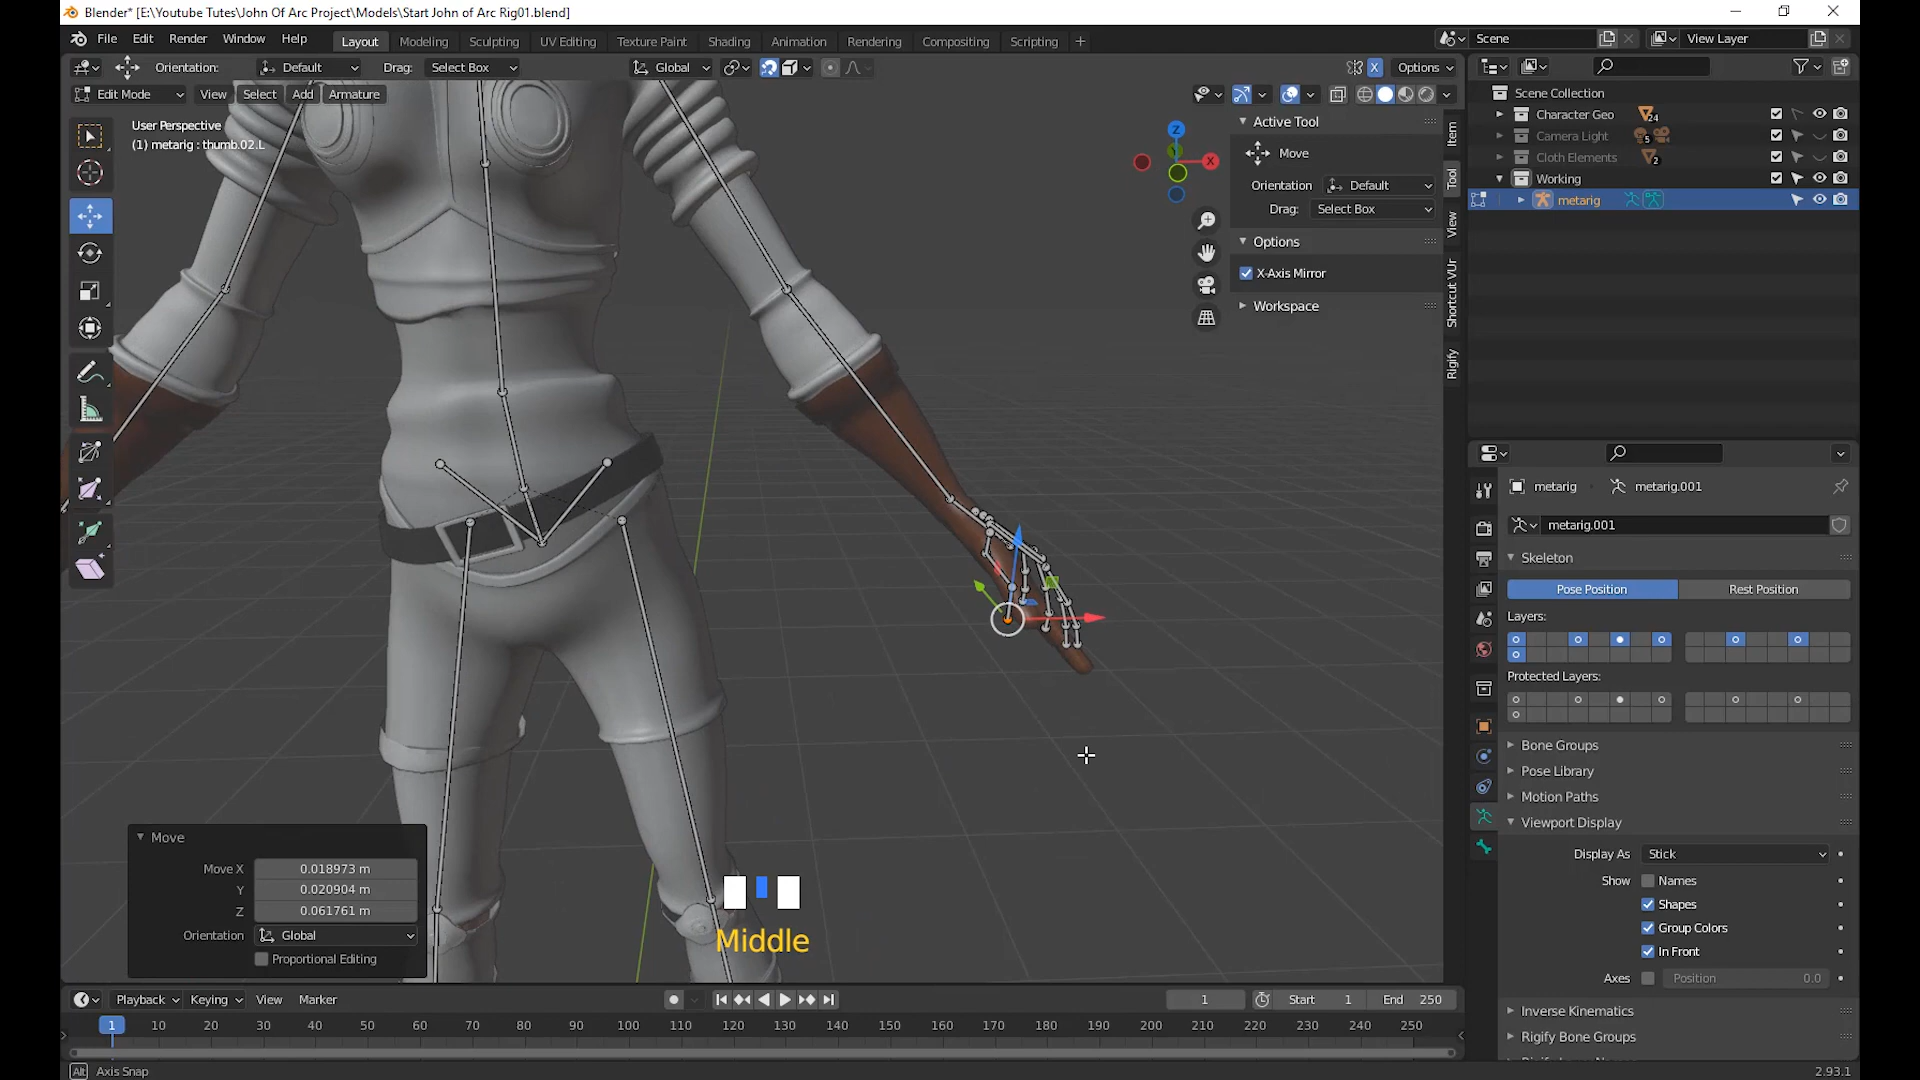 Blender* [E:\Youtube Tutes\John Of Arc Project\Models\Start John of Arc Rig01.blend]
File Edit Render Window Help Layout Modeling Sculpting UV Editing Texture Paint Shading Animation Rendering Compositing Scripting + Scene View Layer
Orientation: Default Drag: Select Box Global X Options
Edit Mode View Select Add Armature
User Perspective
(1) metarig : thumb.02.L
Z
X
Active Tool
Move
Orientation Default
Drag: Select Box
Options
X-Axis Mirror
Workspace
Item
Tool
View
Shortcut VUr
Rigify
Scene Collection
Character Geo 24
Camera Light 5
Cloth Elements 2
Working
metarig
metarig metarig.001
metarig.001
Skeleton
Pose Position Rest Position
Layers:
Protected Layers:
Bone Groups
Pose Library
Motion Paths
Viewport Display
Display As Stick
Show Names
Shapes
Group Colors
In Front
Axes Position 0.0
Inverse Kinematics
Rigify Bone Groups
Move
Move X 0.018973 m
Y 0.020904 m
Z 0.061761 m
Orientation Global
Proportional Editing
Middle
Playback Keying View Marker 1 Start 1 End 250
1 10 20 30 40 50 60 70 80 90 100 110 120 130 140 150 160 170 180 190 200 210 220 230 240 250
Alt Axis Snap 2.93.1